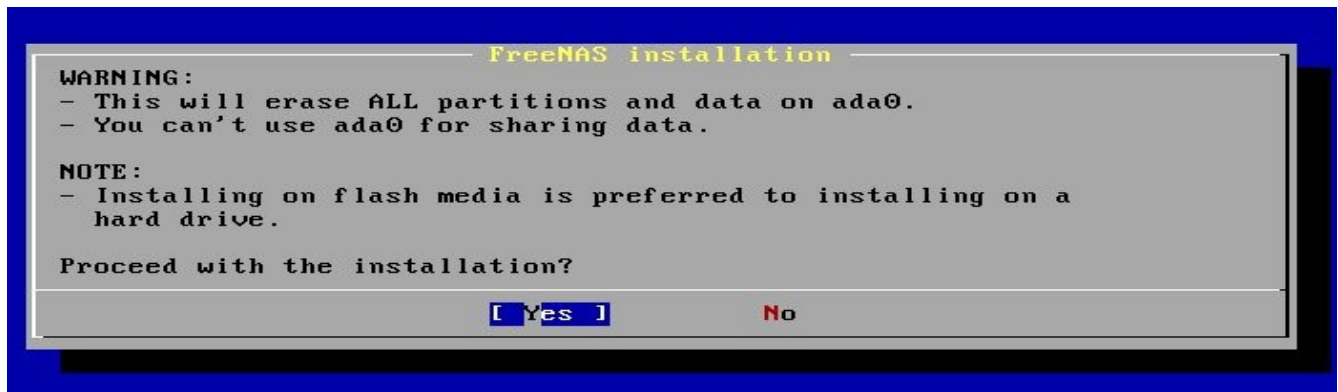 FreeNAS installation
WARNING:
- This will erase ALL partitions and data on ada0.
- You can't use ada0 for sharing data.
NOTE:
- Installing on flash media is preferred to installing on a
hard drive.
Proceed with the installation?
[ Yes ] No